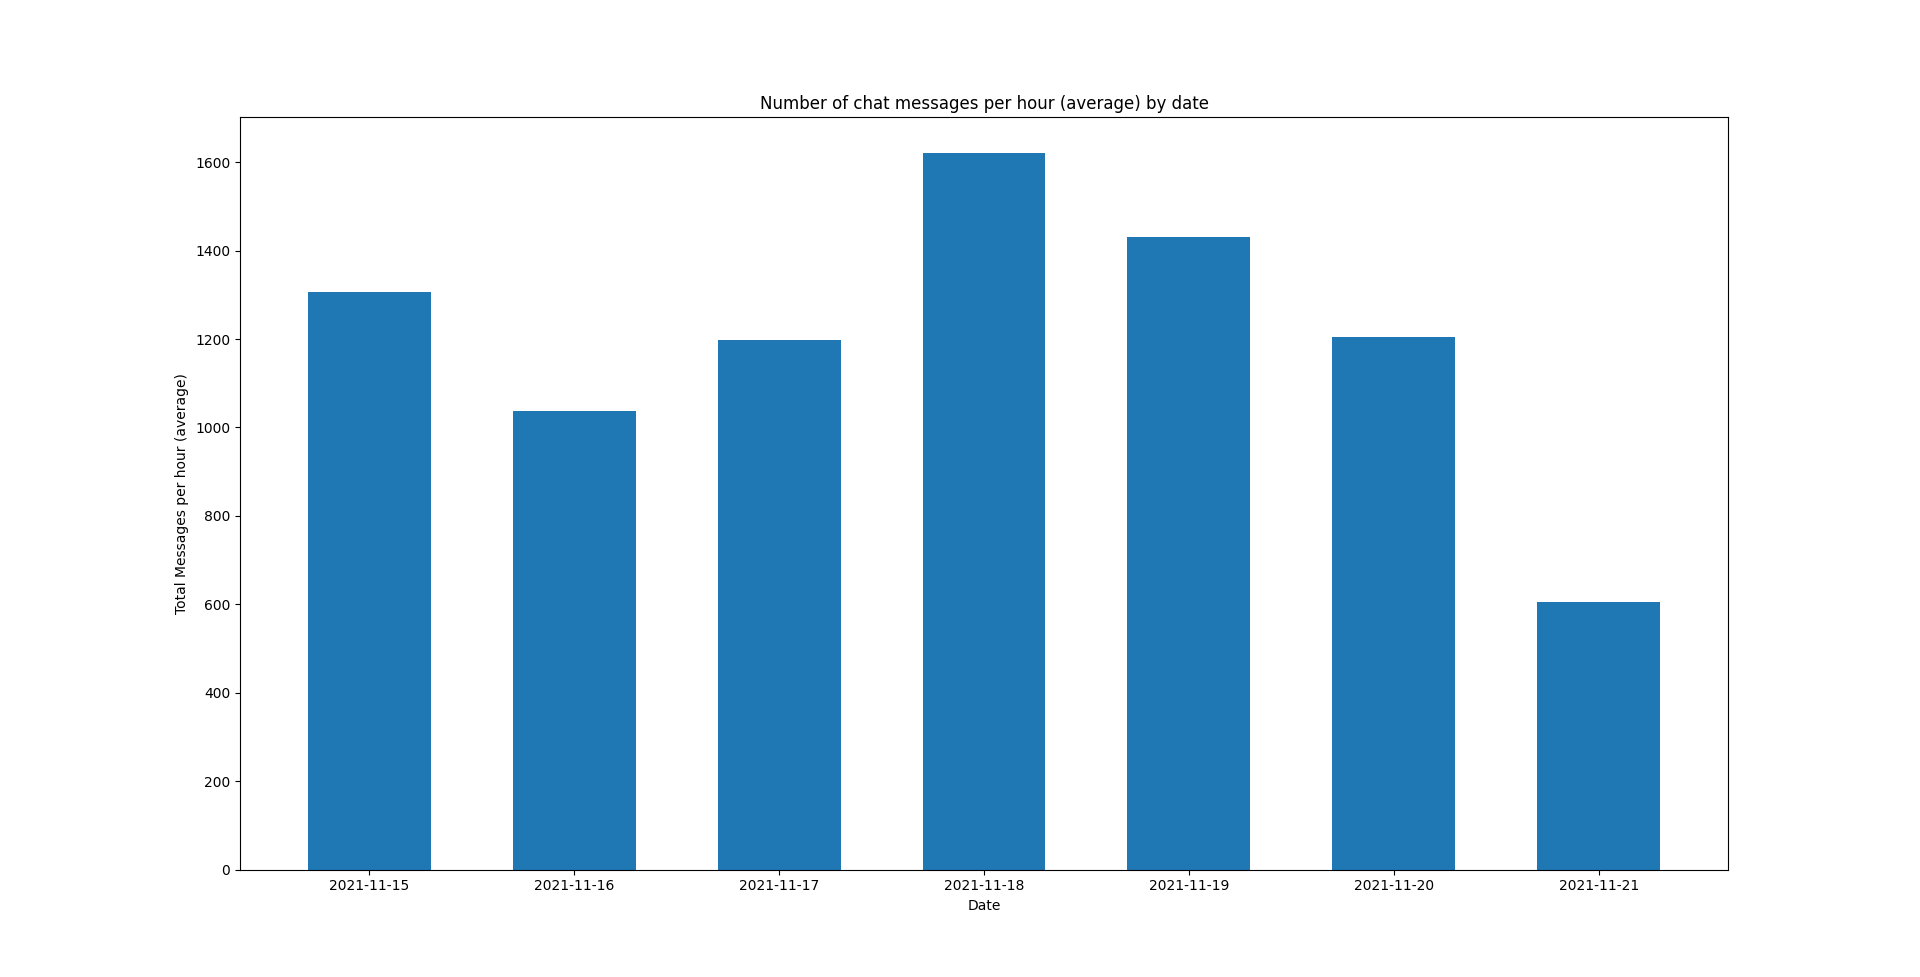 Number of chat messages per hour (average) by date
Total Messages per hour (average)
1600
1400
1200
1000
800
600
400
200
0
2021-11-15 2021-11-16 2021-11-17 2021-11-18 2021-11-19 2021-11-20 2021-11-21
Date